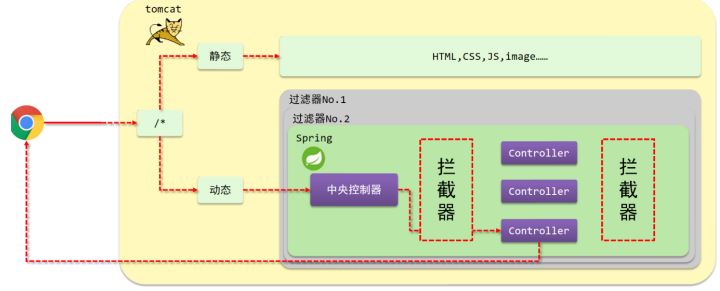 tomcat
静态
HTML,CSS,JS,image……
/*
过滤器No.1
过滤器No.2
Spring
动态
中央控制器
拦截器
Controller
Controller
Controller
拦截器